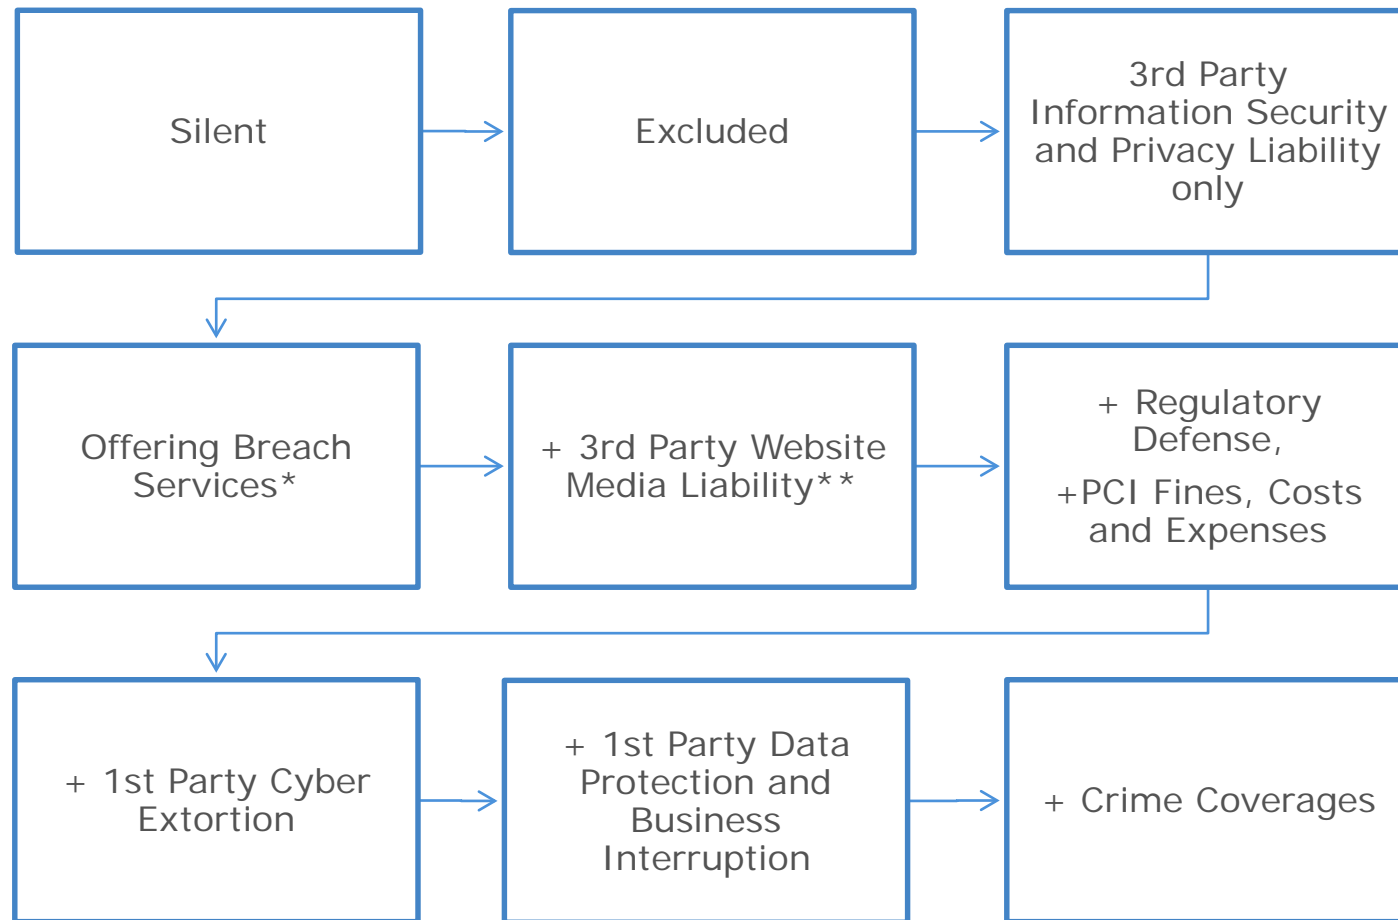 Silent
Excluded
3rd Party
Information Security
and Privacy Liability
only
Offering Breach
Services*
+ 3rd Party Website
Media Liability**
+ Regulatory
Defense,
+PCI Fines, Costs
and Expenses
+ 1st Party Cyber
Extortion
+ 1st Party Data
Protection and
Business
Interruption
+ Crime Coverages